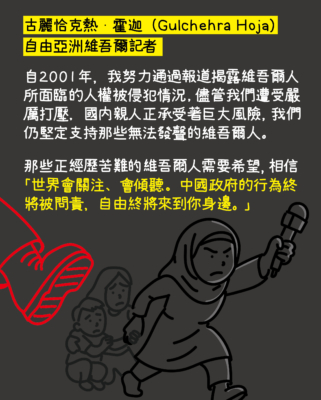 古麗恰克熱·霍迦 (Gulchehra Hoja)
自由亞洲維吾爾記者
自2001年，我努力通過報道揭露維吾爾人
所面臨的人權被侵犯情況，儘管我們遭受嚴
厲打壓，國內親人正承受著巨大風險，我們
仍堅定支持那些無法發聲的維吾爾人。
那些正經歷苦難的維吾爾人需要希望，相信
「世界會關注、會傾聽。中國政府的行為終
將被問責，自由終將來到你身邊。」